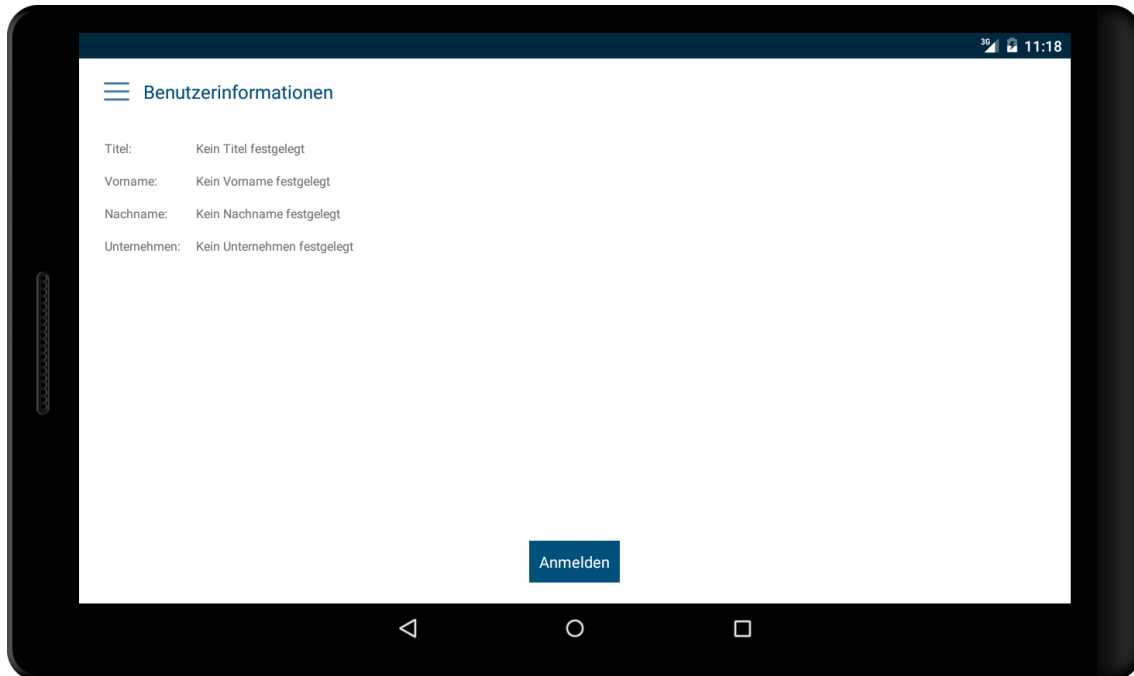 3G 11:18
Benutzerinformationen
Titel: Kein Titel festgelegt
Vorname: Kein Vorname festgelegt
Nachname: Kein Nachname festgelegt
Unternehmen: Kein Unternehmen festgelegt
Anmelden